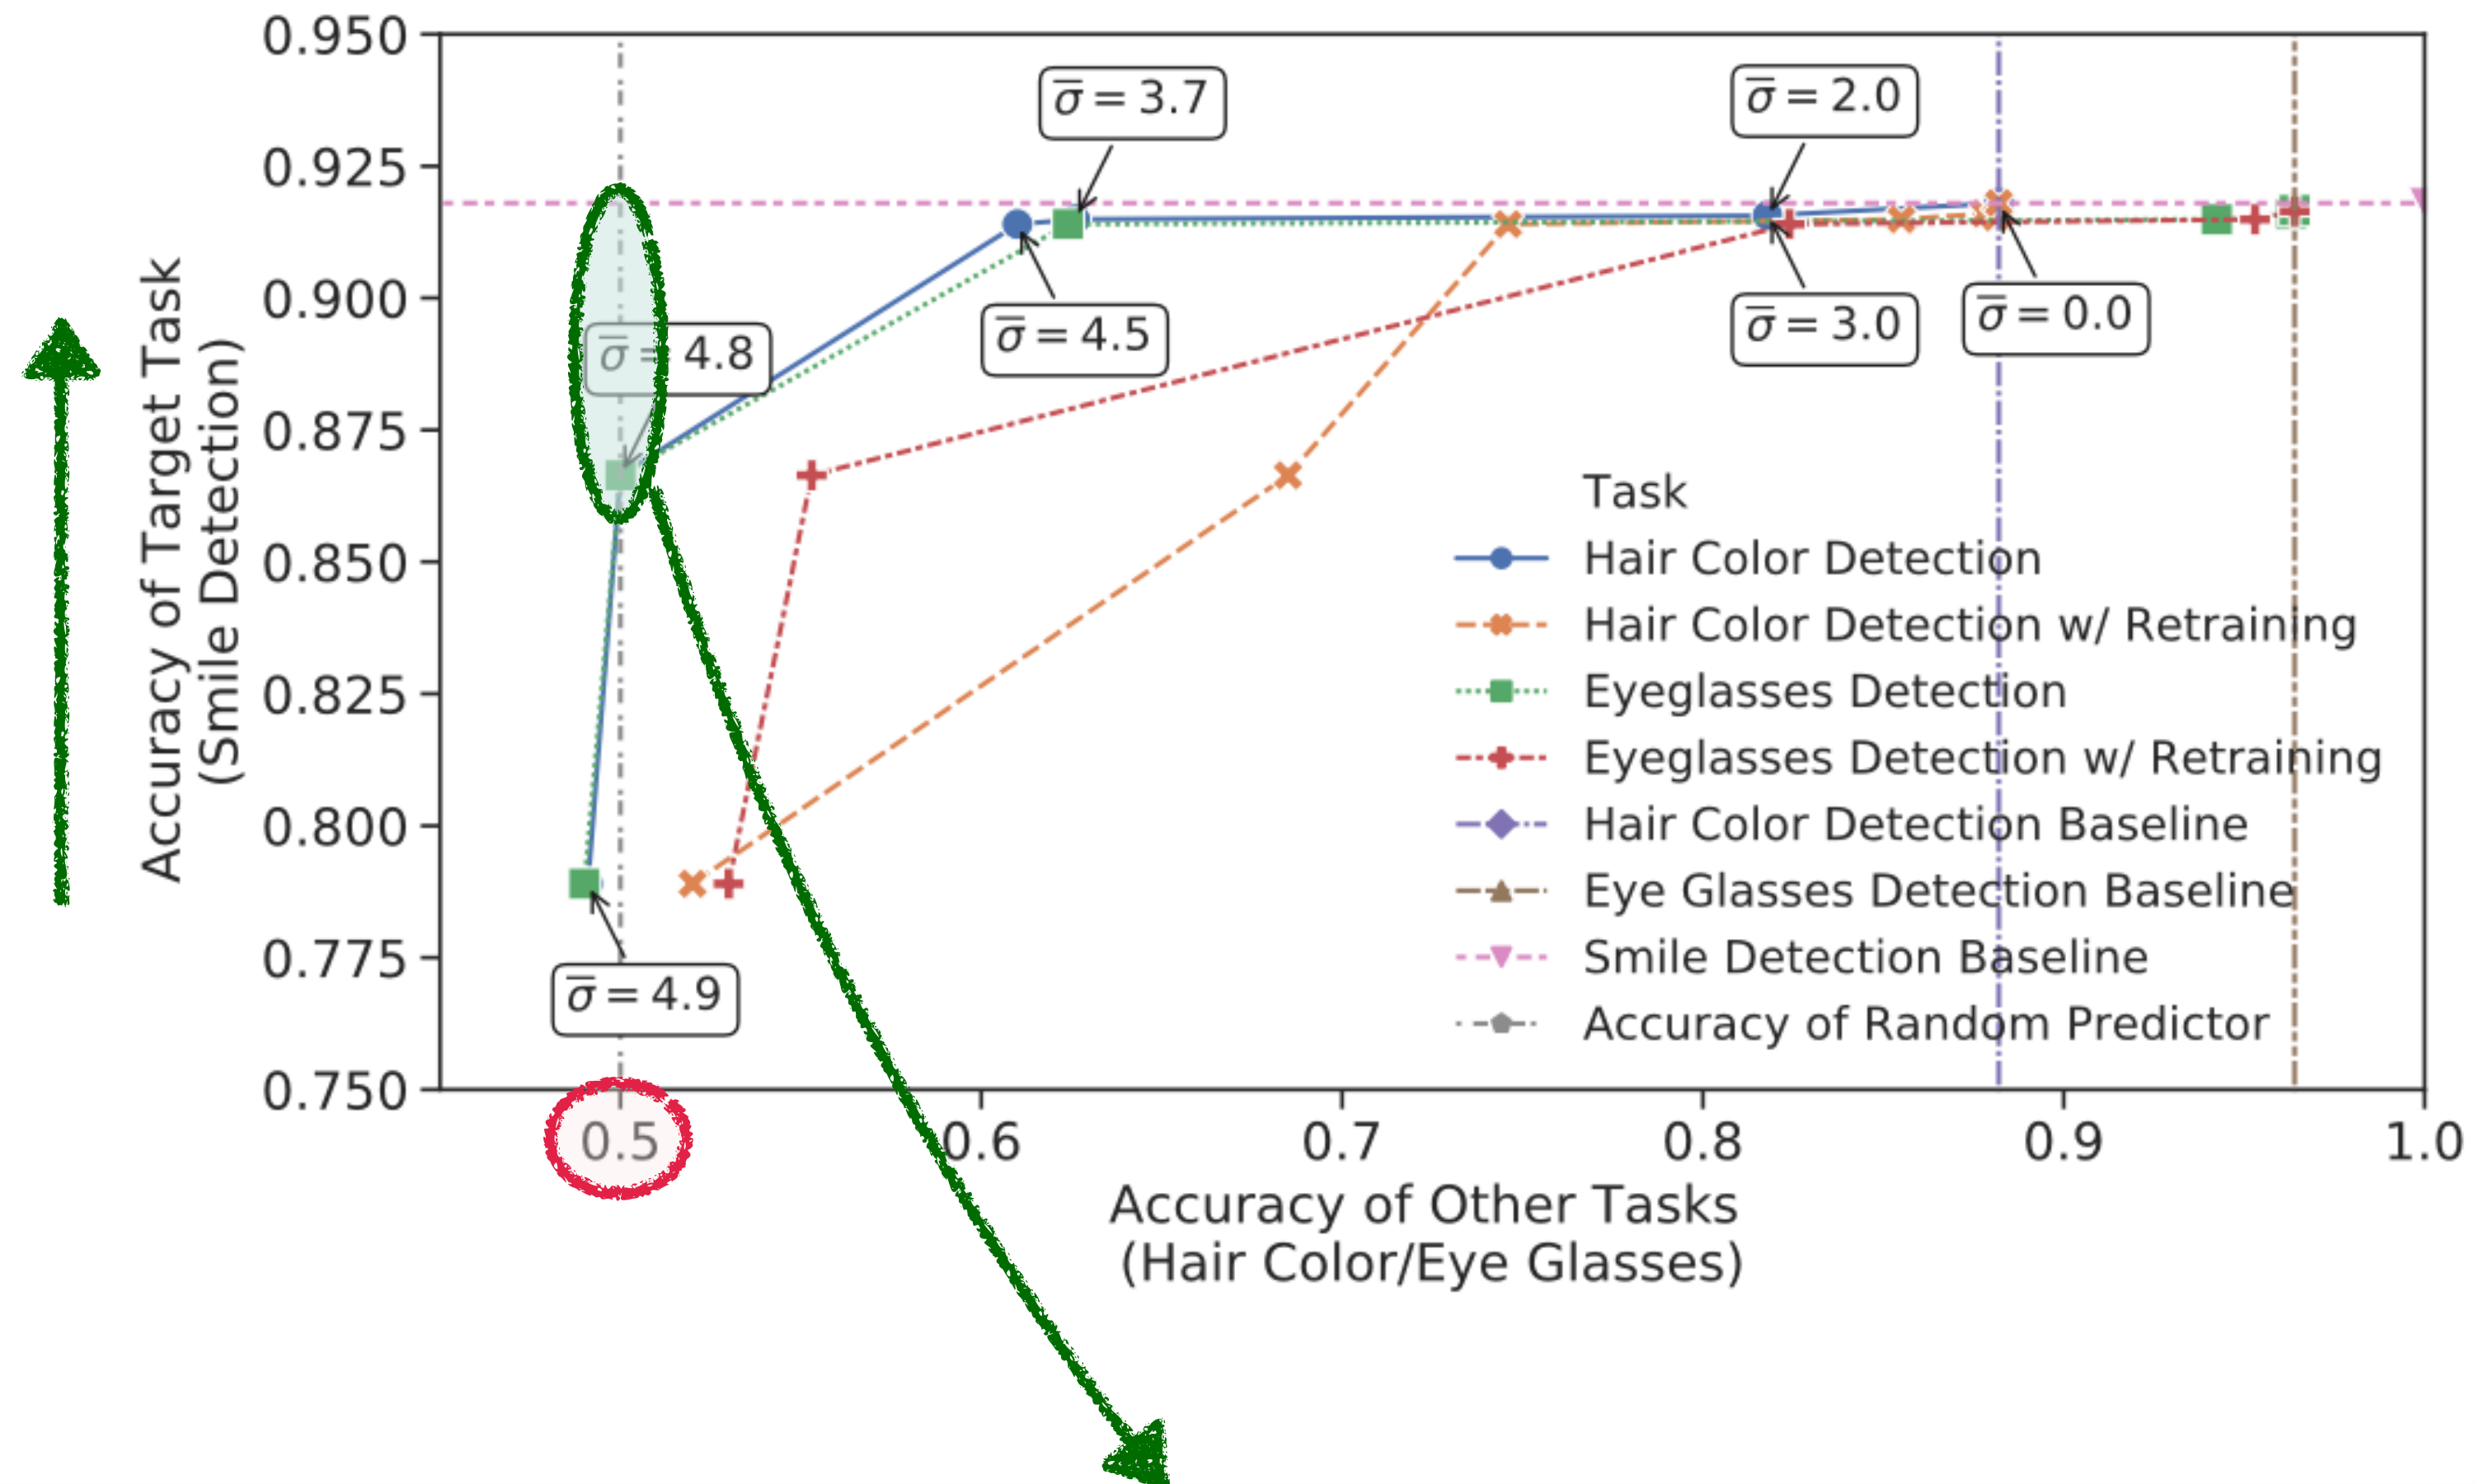 0.950
0.925
0.900
0.875
0.850
0.825
0.800
0.775
0.750
Accuracy of Target Task
(Smile Detection)
σ̅ = 3.7
σ̅ = 2.0
σ̅ = 4.8
σ̅ = 4.5
σ̅ = 3.0
σ̅ = 0.0
σ̅ = 4.9
Task
Hair Color Detection
Hair Color Detection w/ Retraining
Eyeglasses Detection
Eyeglasses Detection w/ Retraining
Hair Color Detection Baseline
Eye Glasses Detection Baseline
Smile Detection Baseline
Accuracy of Random Predictor
0.5 0.6 0.7 0.8 0.9 1.0
Accuracy of Other Tasks
(Hair Color/Eye Glasses)